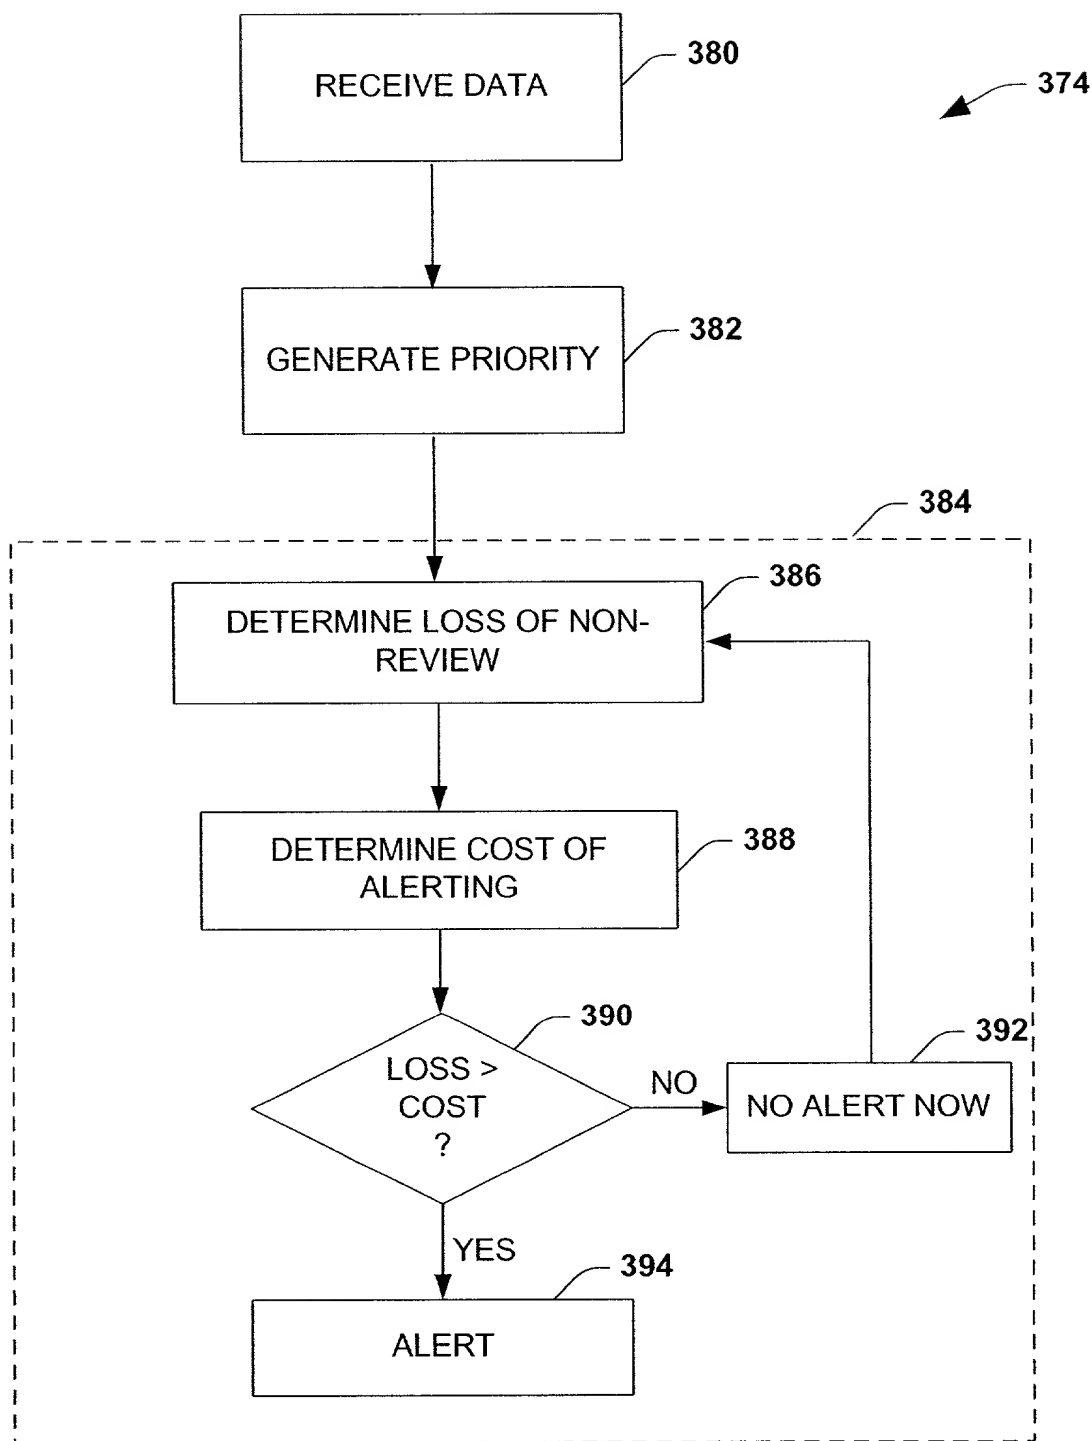 380
RECEIVE DATA
374
382
GENERATE PRIORITY
384
386
DETERMINE LOSS OF NON-
REVIEW
388
DETERMINE COST OF
ALERTING
390
LOSS >
COST
?
NO
392
NO ALERT NOW
YES
394
ALERT